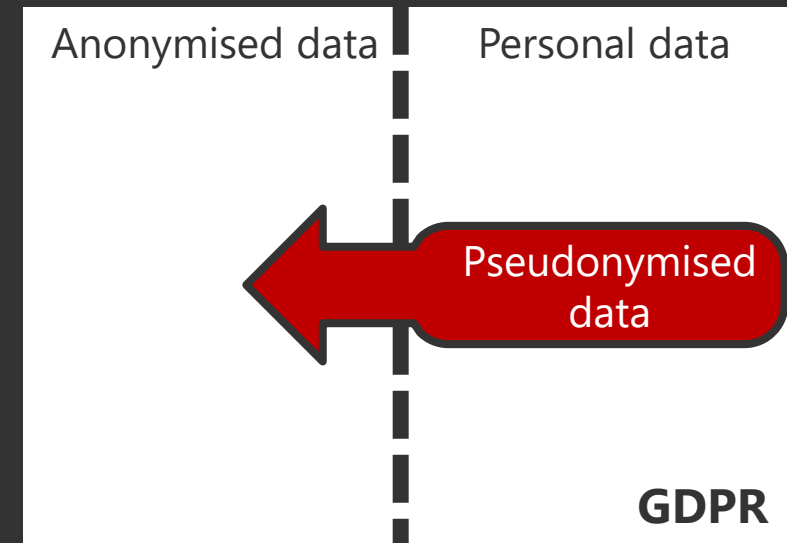 Anonymised data
Personal data
Pseudonymised
data
GDPR